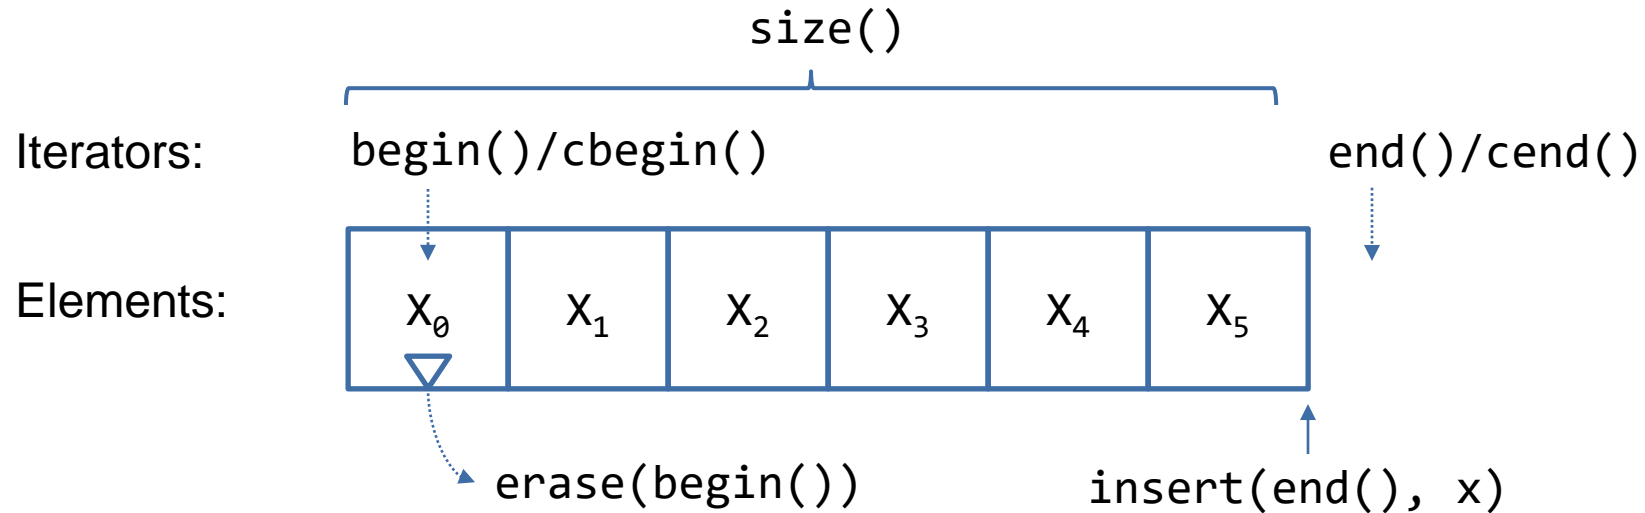 size()
Iterators: begin()/cbegin() end()/cend()
Elements: X₀ X₁ X₂ X₃ X₄ X₅
erase(begin()) insert(end(), x)